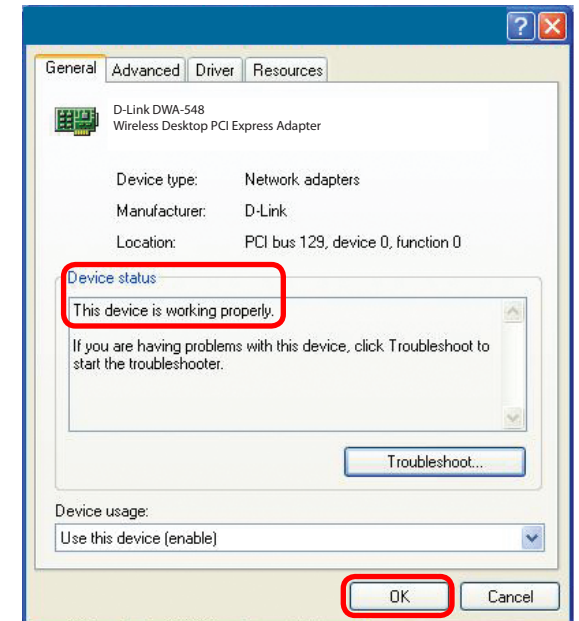 General Advanced Driver Resources
D-Link DWA-548
Wireless Desktop PCI Express Adapter
Device type: Network adapters
Manufacturer: D-Link
Location: PCI bus 129, device 0, function 0
Device status
This device is working properly.
If you are having problems with this device, click Troubleshoot to
start the troubleshooter.
Troubleshoot...
Device usage:
Use this device (enable)
OK Cancel